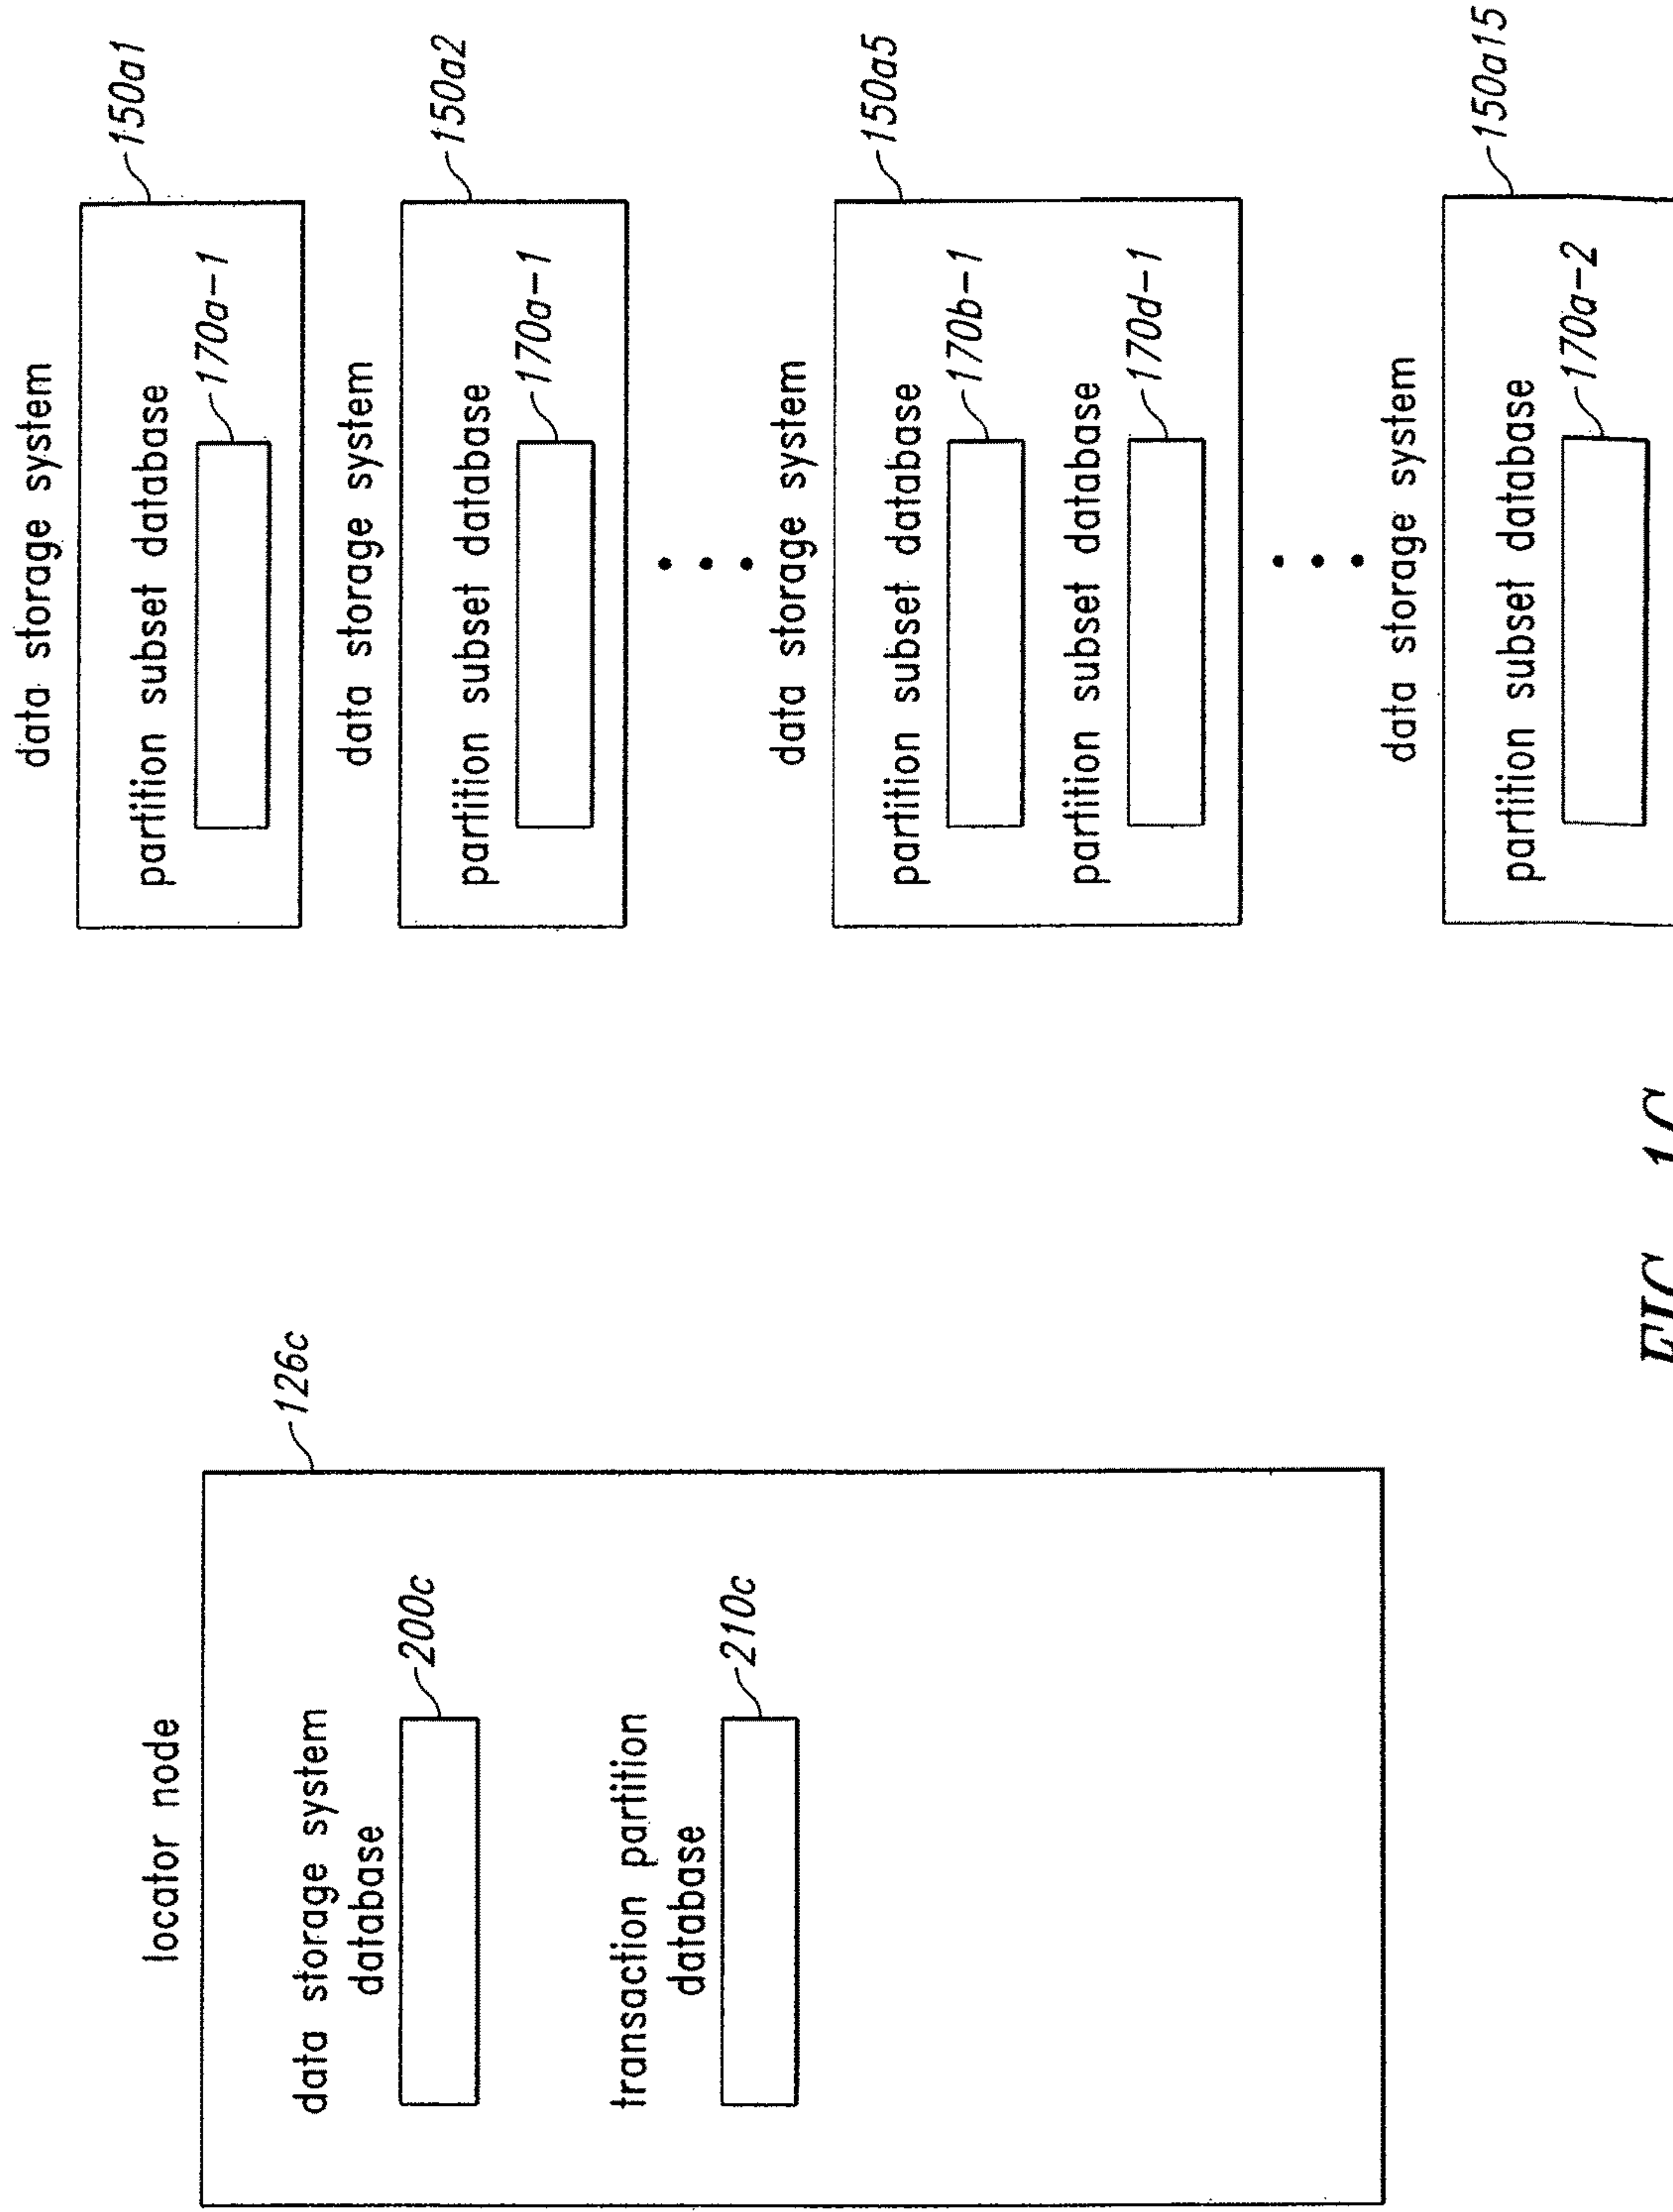 locator node
126c
data storage system
database
200c
transaction partition
database
210c
data storage system
150a1
partition subset database
170a-1
data storage system
150a2
partition subset database
170a-1
data storage system
150a5
partition subset database
170b-1
partition subset database
170d-1
data storage system
150a15
partition subset database
170a-2
FIG. 1C